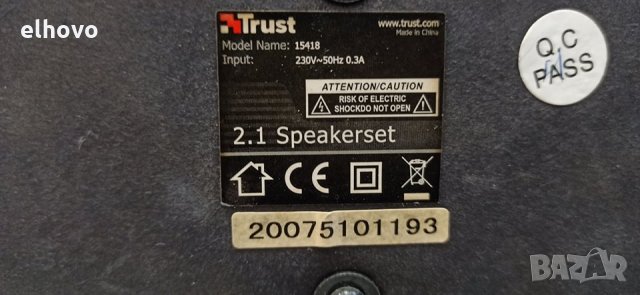 elhovo
Trust
www.trust.com
Made in China
Model Name: 15418
Input: 230V~50Hz 0.3A
ATTENTION/CAUTION
RISK OF ELECTRIC
SHOCKDO NOT OPEN
2.1 Speakerset
CE
20075101193
Q.C
PASS
BAZAR